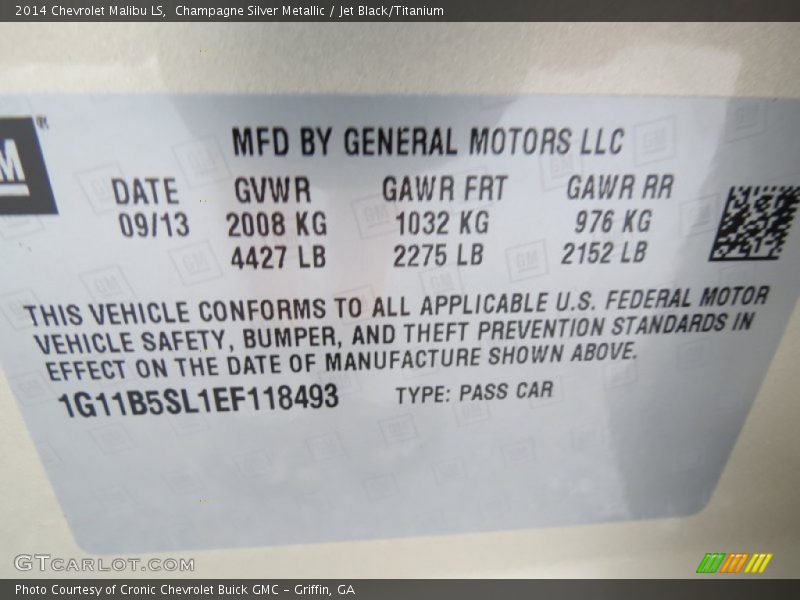 2014 Chevrolet Malibu LS, Champagne Silver Metallic / Jet Black/Titanium
GM®
MFD BY GENERAL MOTORS LLC
DATE GVWR GAWR FRT GAWR RR
09/13 2008 KG 1032 KG 976 KG
4427 LB 2275 LB 2152 LB
THIS VEHICLE CONFORMS TO ALL APPLICABLE U.S. FEDERAL MOTOR
VEHICLE SAFETY, BUMPER, AND THEFT PREVENTION STANDARDS IN
EFFECT ON THE DATE OF MANUFACTURE SHOWN ABOVE.
1G11B5SL1EF118493 TYPE: PASS CAR
GTCARLOT.COM
Photo Courtesy of Cronic Chevrolet Buick GMC - Griffin, GA